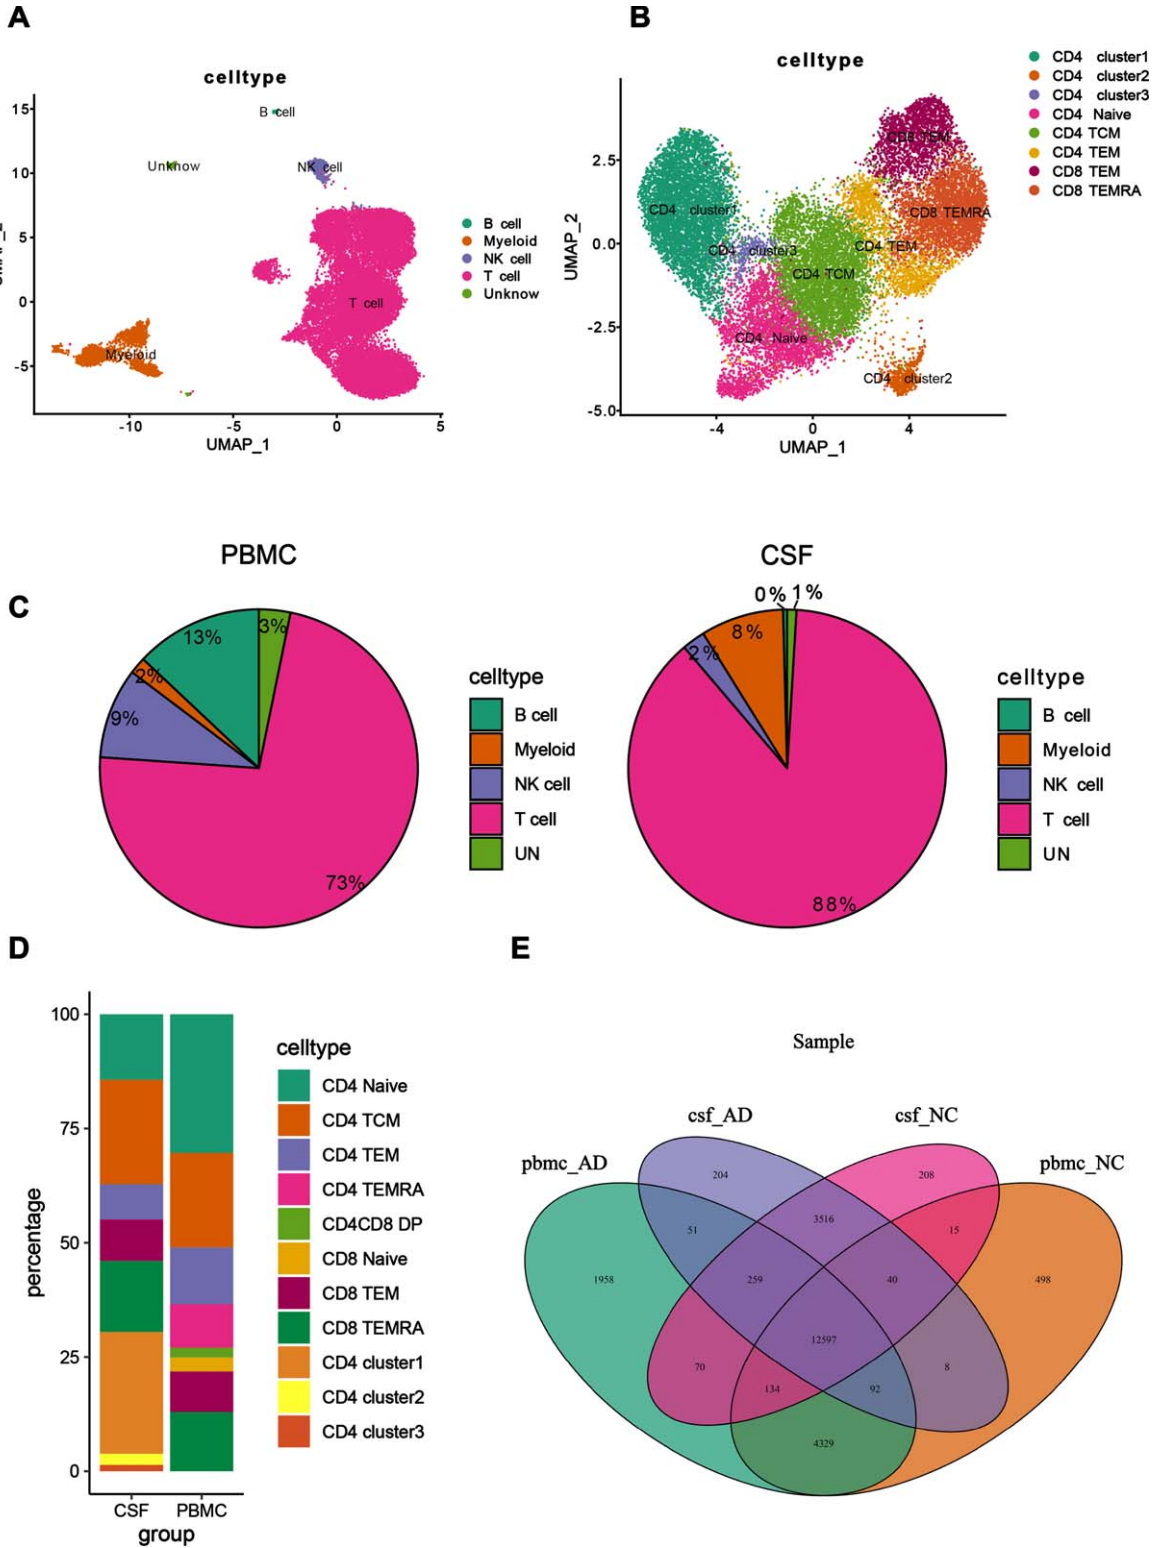 A
B
celltype
15
10
5
0
-5
-10
-5
0
5
UMAP_1
B cell
Unknow
NK cell
T cell
Myeloid
B cell
Myeloid
NK cell
T cell
Unknow
celltype
UMAP_2
2.5
0.0
-2.5
-5.0
-4
0
4
UMAP_1
CD8 TEM
CD4 cluster1
CD8 TEMRA
CD4 cluster3
CD4 TEM
CD4 TCM
CD4 Naive
CD4 cluster2
CD4 cluster1
CD4 cluster2
CD4 cluster3
CD4 Naive
CD4 TCM
CD4 TEM
CD8 TEM
CD8 TEMRA
C
PBMC
13%
3%
2%
9%
73%
celltype
B cell
Myeloid
NK cell
T cell
UN
CSF
0% 1%
8%
2%
88%
celltype
B cell
Myeloid
NK cell
T cell
UN
D
percentage
100
75
50
25
0
CSF PBMC
group
celltype
CD4 Naive
CD4 TCM
CD4 TEM
CD4 TEMRA
CD4CD8 DP
CD8 Naive
CD8 TEM
CD8 TEMRA
CD4 cluster1
CD4 cluster2
CD4 cluster3
E
Sample
csf_AD csf_NC
pbmc_AD pbmc_NC
204 208
51 3516 15
1958 259 40 498
12597
70 8
134 92
4329